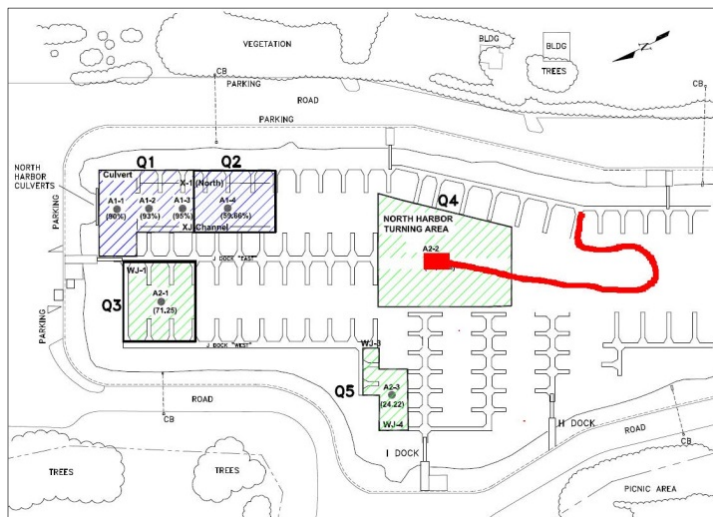 VEGETATION
BLDG
BLDG
TREES
N
CB
CB
PARKING
ROAD
PARKING
NORTH
HARBOR
CULVERTS
Q1
Q2
Culvert
X-1 (North)
A1-1
(90%)
A1-2
(93%)
A1-3
(95%)
A1-4
(59.66%)
XJ Channel
PARKING
Q4
NORTH HARBOR
TURNING AREA
A2-2
J DOCK "EAST"
WJ-1
Q3
A2-1
(71.25)
PARKING
J DOCK "WEST"
WJ-3
Q5
A2-3
(24.22)
WJ-4
ROAD
CB
I DOCK
H DOCK
ROAD
CB
TREES
TREES
PICNIC AREA